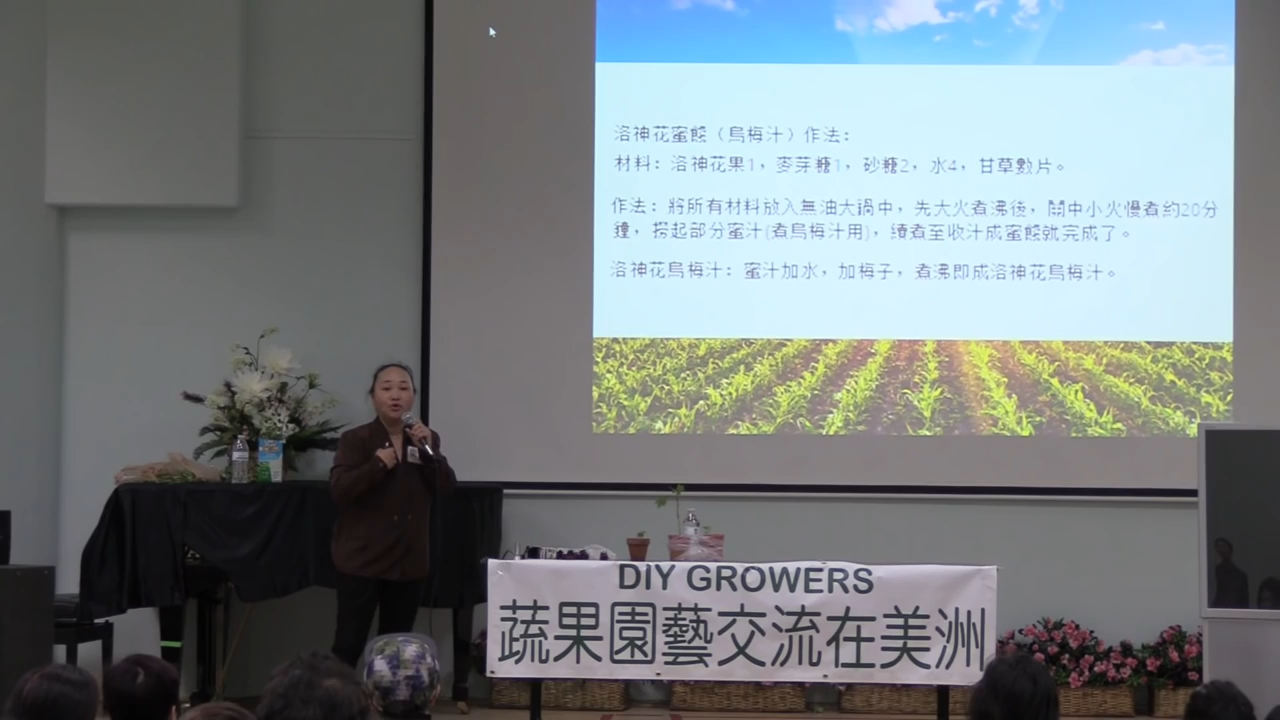 洛神花蜜餞（烏梅汁）作法：
材料：洛神花果1，麥芽糖1，砂糖2，水4，甘草數片。
作法：將所有材料放入無油大鍋中，先大火煮沸後，關中小火慢煮約20分
鐘，撈起部分蜜汁(煮烏梅汁用)，續煮至收汁成蜜餞就完成了。
洛神花烏梅汁：蜜汁加水，加梅子，煮沸即成洛神花烏梅汁。
DIY GROWERS
蔬果園藝交流在美洲